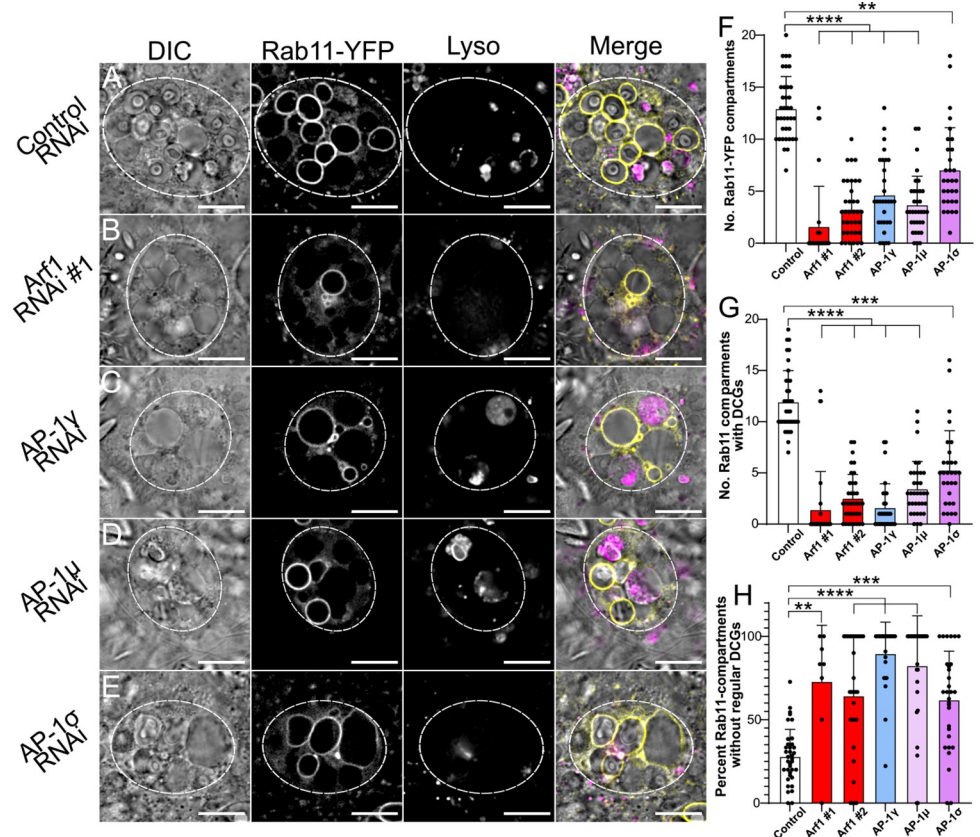 DIC Rab11-YFP Lyso Merge
A
Control
RNAi
B
Arf1
RNAi #1
C
AP-1γ
RNAi
D
AP-1μ
RNAi
E
AP-1σ
RNAi
F
**
****
No. Rab11-YFP compartments
20
15
10
5
0
Control Arf1 #1 Arf1 #2 AP-1γ AP-1μ AP-1σ
G
***
****
No. Rab11 compartments
with DCGs
20
15
10
5
0
Control Arf1 #1 Arf1 #2 AP-1γ AP-1μ AP-1σ
H
***
****
**
Percent Rab11-compartments
without regular DCGs
100
50
0
Control Arf1 #1 Arf1 #2 AP-1γ AP-1μ AP-1σ